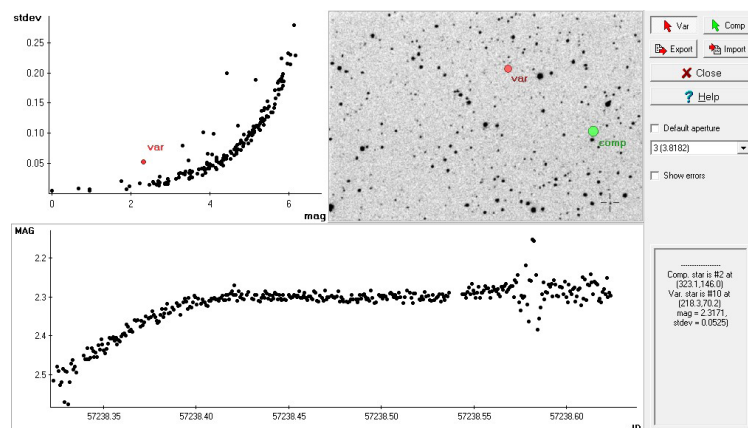 stdev
0.25
0.20
0.15
0.10
0.05
var
0
2
4
6
mag
var
comp
Var
Comp
Export
Import
Close
Help
Default aperture
3 (3.8182)
Show errors
MAG
2.2
2.3
2.4
2.5
57238.35
57238.40
57238.45
57238.50
57238.55
57238.60
-----------------
Comp. star is #2 at
(323.1,146.0)
Var. star is #10 at
(218.3,70.2)
mag = 2.3171,
stdev = 0.0525)